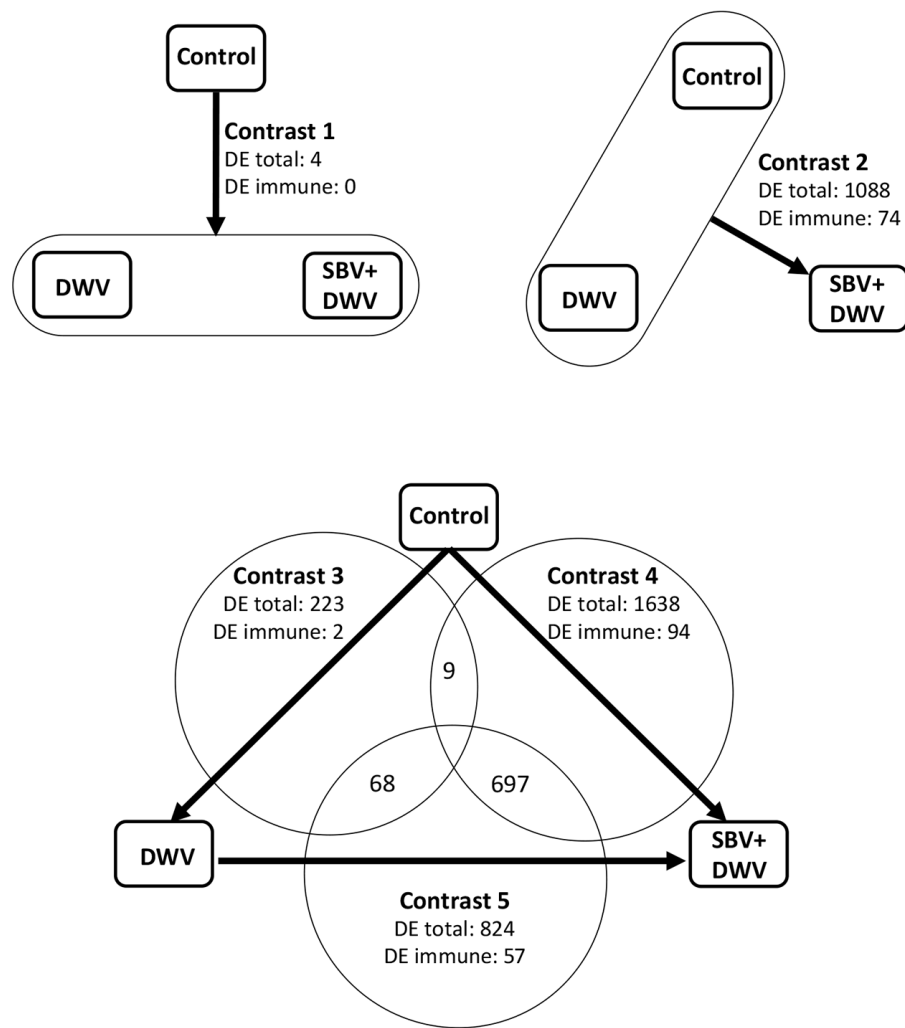 Control
Contrast 1
DE total: 4
DE immune: 0
DWV
SBV+
DWV
Control
Contrast 2
DE total: 1088
DE immune: 74
DWV
SBV+
DWV
Control
Contrast 3
DE total: 223
DE immune: 2
Contrast 4
DE total: 1638
DE immune: 94
9
68
697
DWV
SBV+
DWV
Contrast 5
DE total: 824
DE immune: 57